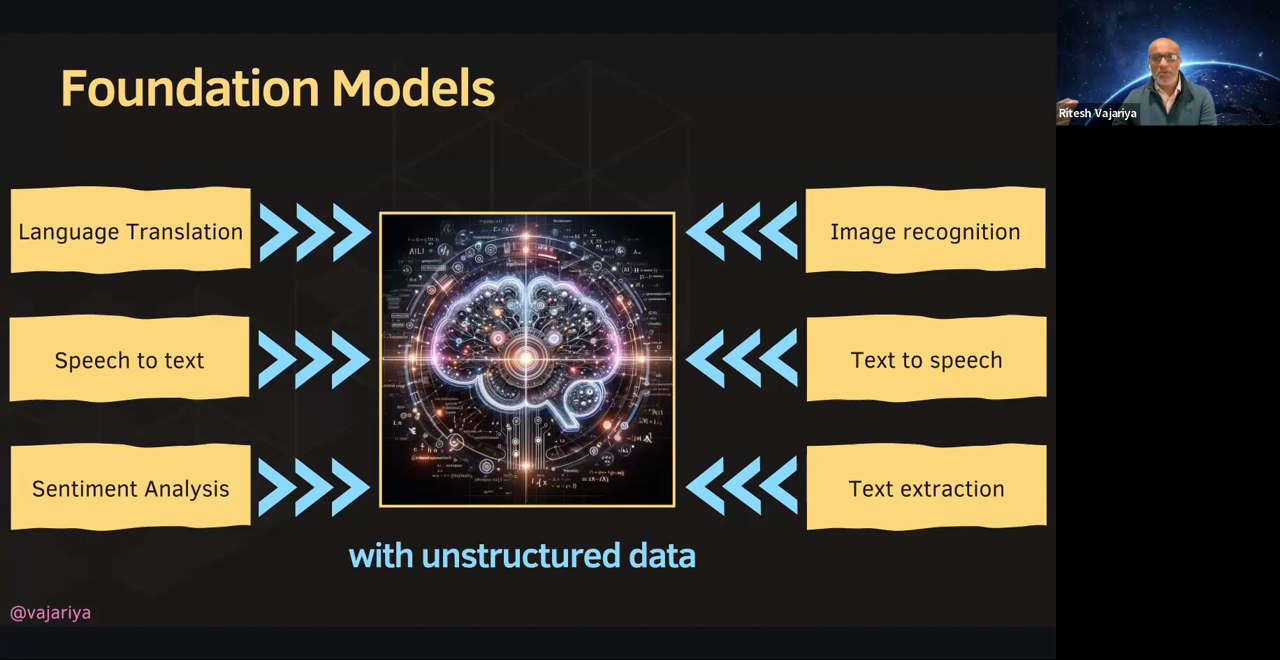 Foundation Models
Ritesh Vajariya
Language Translation
Image recognition
Speech to text
Text to speech
Sentiment Analysis
Text extraction
with unstructured data
@vajariya